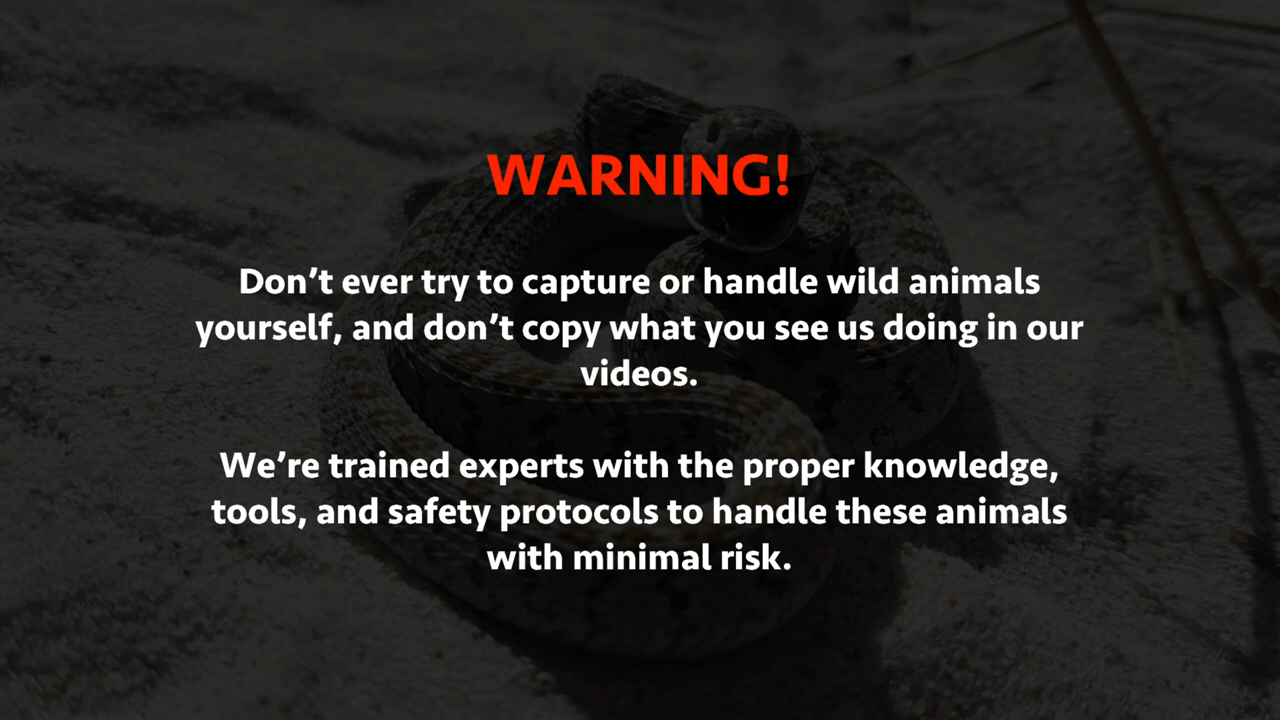 WARNING!
Don’t ever try to capture or handle wild animals
yourself, and don’t copy what you see us doing in our
videos.
We’re trained experts with the proper knowledge,
tools, and safety protocols to handle these animals
with minimal risk.